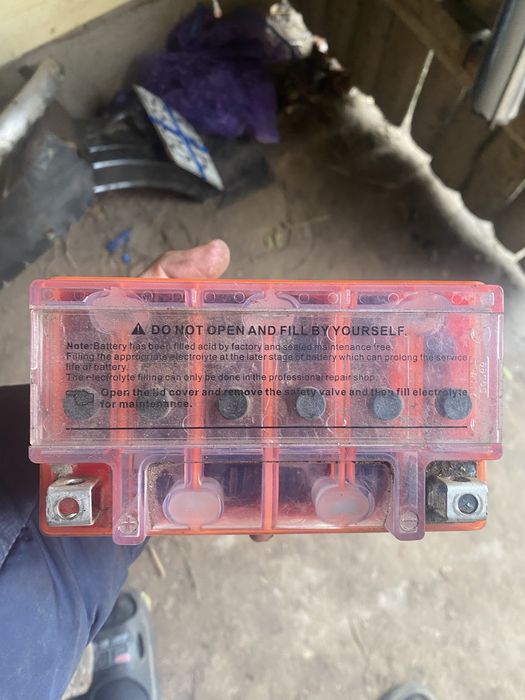 DO NOT OPEN AND FILL BY YOURSELF.
Note: Battery has been filled acid by factory and sealed maintenance free.
Filling the appropriate electrolyte at the later stage of battery which can prolong the service
life of battery.
The electrolyte filling can only be done in the professional repair shop.
Open the lid cover and remove the safety valve and then fill electrolyte
for maintenance.